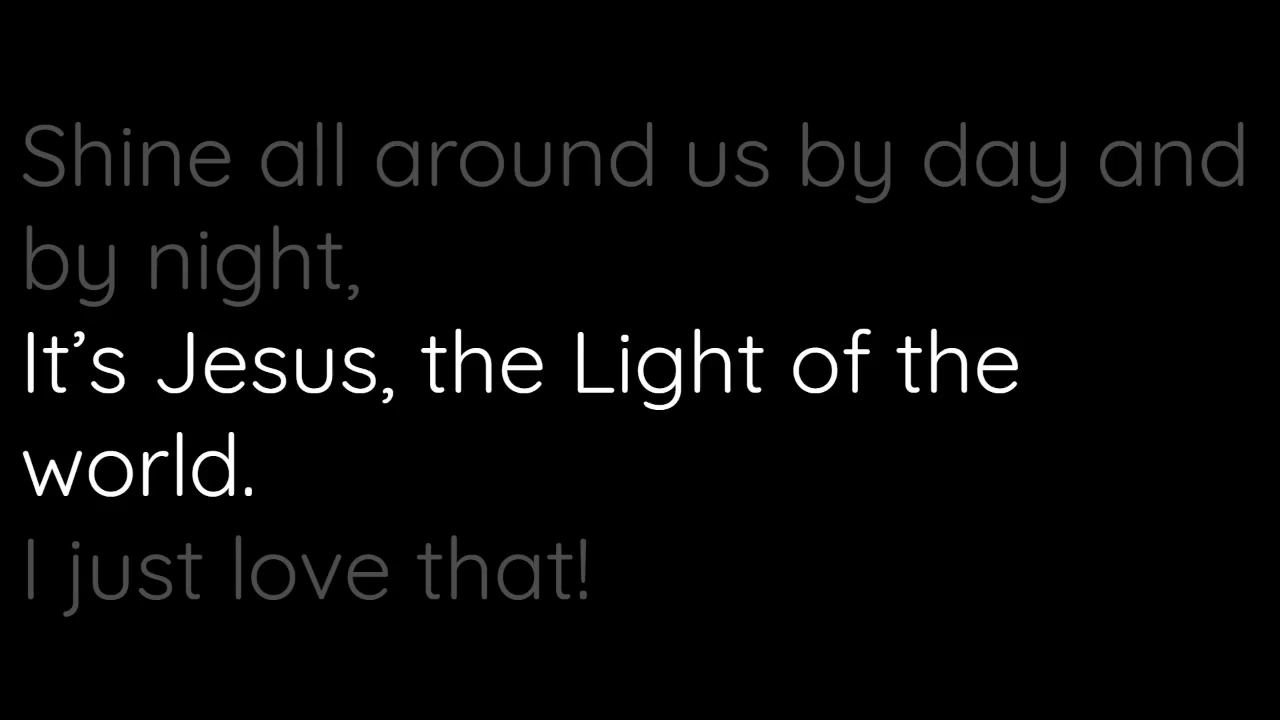 Shine all around us by day and
by night,
It’s Jesus, the Light of the
world.
I just love that!